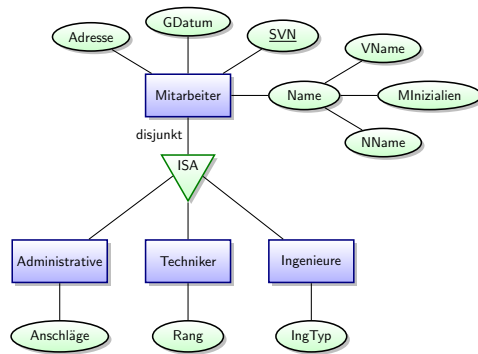 GDatum
Adresse
SVN
VName
Mitarbeiter
Name
MInizialien
disjunkt
NName
ISA
Administrative
Techniker
Ingenieure
Anschläge
Rang
IngTyp